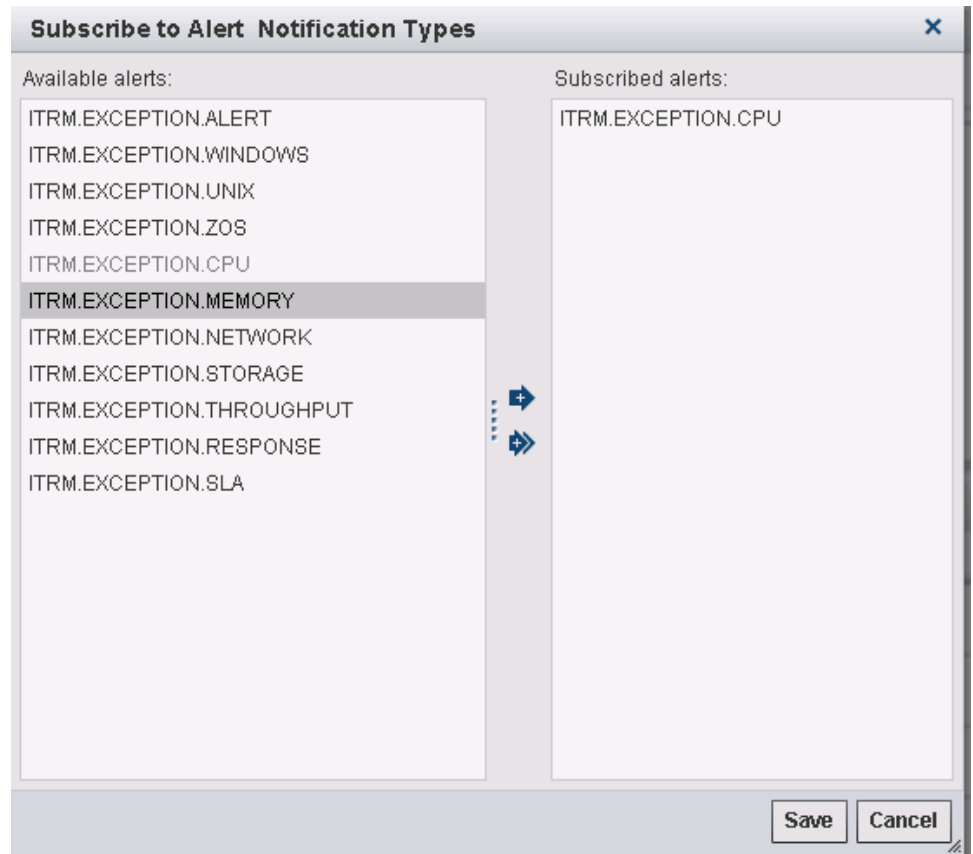 Subscribe to Alert Notification Types
Available alerts:
ITRM.EXCEPTION.ALERT
ITRM.EXCEPTION.WINDOWS
ITRM.EXCEPTION.UNIX
ITRM.EXCEPTION.ZOS
ITRM.EXCEPTION.CPU
ITRM.EXCEPTION.MEMORY
ITRM.EXCEPTION.NETWORK
ITRM.EXCEPTION.STORAGE
ITRM.EXCEPTION.THROUGHPUT
ITRM.EXCEPTION.RESPONSE
ITRM.EXCEPTION.SLA
Subscribed alerts:
ITRM.EXCEPTION.CPU
Save
Cancel